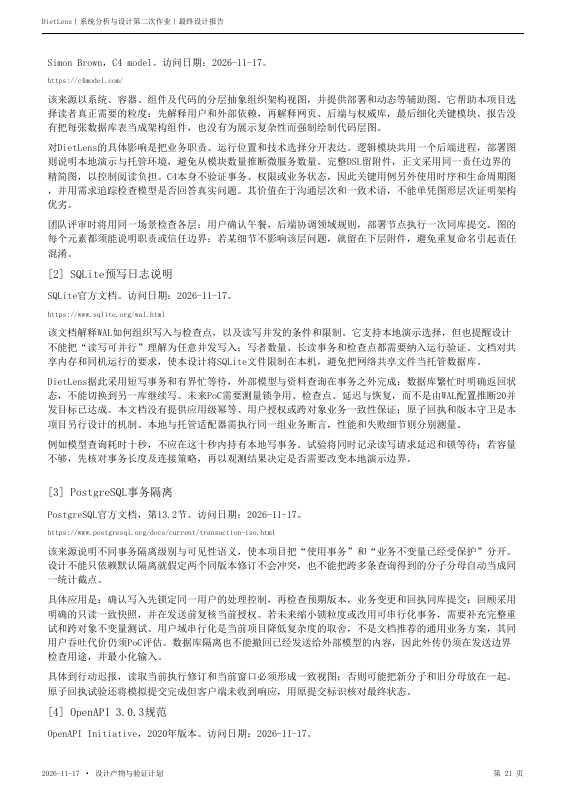 DietLens｜系统分析与设计第二次作业｜最终设计报告
Simon Brown，C4 model。访问日期：2026-11-17。
https://c4model.com/
该来源以系统、容器、组件及代码的分层抽象组织架构视图，并提供部署和动态等辅助图。它帮助本项目选
择读者真正需要的粒度：先解释用户和外部依赖，再解释网页、后端与权威库，最后细化关键模块。报告没
有把每张数据库表当成架构组件，也没有为展示复杂性而强制绘制代码层图。
对DietLens的具体影响是把业务职责、运行位置和技术选择分开表达。逻辑模块共用一个后端进程，部署图
则说明本地演示与托管环境，避免从模块数量推断微服务数量。完整DSL留附件，正文采用同一责任边界的
精简图，以控制阅读负担。C4本身不验证事务、权限或业务状态，因此关键用例另外使用时序和生命周期图
，并用需求追踪检查模型是否回答真实问题。其价值在于沟通层次和一致术语，不能单凭图形层次证明架构
优劣。
团队评审时将用同一场景检查各层：用户确认午餐，后端协调领域规则，部署节点执行一次同库提交。图的
每个元素都须能说明职责或信任边界；若某细节不影响该层问题，就留在下层附件，避免重复命名引起责任
混淆。
[2] SQLite预写日志说明
SQLite官方文档。访问日期：2026-11-17。
https://www.sqlite.org/wal.html
该文档解释WAL如何组织写入与检查点，以及读写并发的条件和限制。它支持本地演示选择，但也提醒设计
不能把“读写可并行”理解为任意并发写入；写者数量、长读事务和检查点都需要纳入运行验证。文档对共
享内存和同机运行的要求，使本设计将SQLite文件限制在本机，避免把网络共享文件当托管数据库。
DietLens据此采用短写事务和有界忙等待，外部模型与资料查询在事务之外完成；数据库繁忙时明确返回状
态，不能切换到另一库继续写。未来PoC需要测量锁争用、检查点、延迟与恢复，而不是由WAL配置推断20并
发目标已达成。本文档没有提供应用级幂等、用户授权或跨对象业务一致性保证；原子回执和版本守卫是本
项目另行设计的机制。本地与托管适配器需执行同一组业务断言，性能和失败细节则分别测量。
例如模型查询耗时十秒，不应在这十秒内持有本地写事务。试验将同时记录读写请求延迟和锁等待；若容量
不够，先核对事务长度及连接策略，再以观测结果决定是否需要改变本地演示边界。
[3] PostgreSQL事务隔离
PostgreSQL官方文档，第13.2节。访问日期：2026-11-17。
https://www.postgresql.org/docs/current/transaction-iso.html
该来源说明不同事务隔离级别与可见性语义，使本项目把“使用事务”和“业务不变量已经受保护”分开。
设计不能只依赖默认隔离就假定两个同版本修订不会冲突，也不能把跨多条查询得到的分子分母自动当成同
一统计截点。
具体应用是：确认写入先锁定同一用户的处理控制，再检查预期版本，业务变更和回执同库提交；回顾采用
明确的只读一致快照，并在发送前复核当前授权。若未来缩小锁粒度或改用可串行化事务，需要补充完整重
试和跨对象不变量测试。用户域串行化是当前项目降低复杂度的取舍，不是文档推荐的通用业务方案，其同
用户吞吐代价仍须PoC评估。数据库隔离也不能撤回已经发送给外部模型的内容，因此外传仍须在发送边界
检查用途，并最小化输入。
具体到行动迟报，读取当前执行修订和当前窗口必须形成一致视图；否则可能把新分子和旧分母放在一起。
原子回执试验还将模拟提交完成但客户端未收到响应，用原提交标识核对最终状态。
[4] OpenAPI 3.0.3规范
OpenAPI Initiative，2020年版本。访问日期：2026-11-17。
2026-11-17 • 设计产物与验证计划
第 21 页